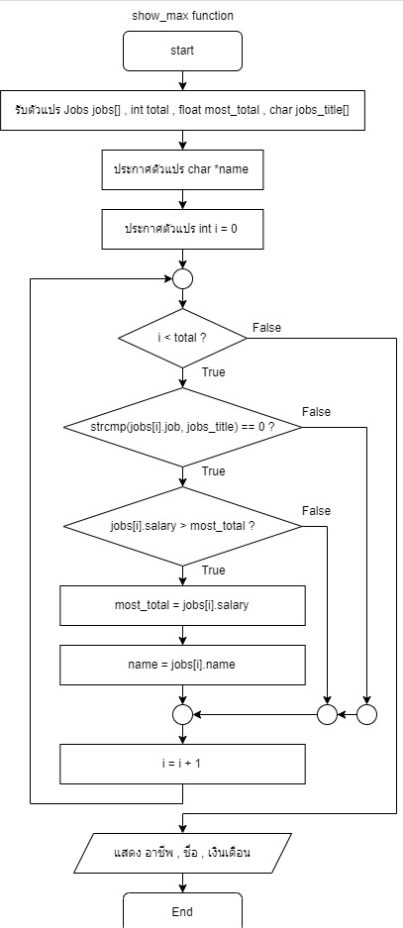 show_max function
start
รับตัวแปร Jobs jobs[] , int total , float most_total , char jobs_title[]
ประกาศตัวแปร char *name
ประกาศตัวแปร int i = 0
i < total ?
False
True
strcmp(jobs[i].job, jobs_title) == 0 ?
False
True
jobs[i].salary > most_total ?
False
True
most_total = jobs[i].salary
name = jobs[i].name
i = i + 1
แสดง อาชีพ , ชื่อ , เงินเดือน
End